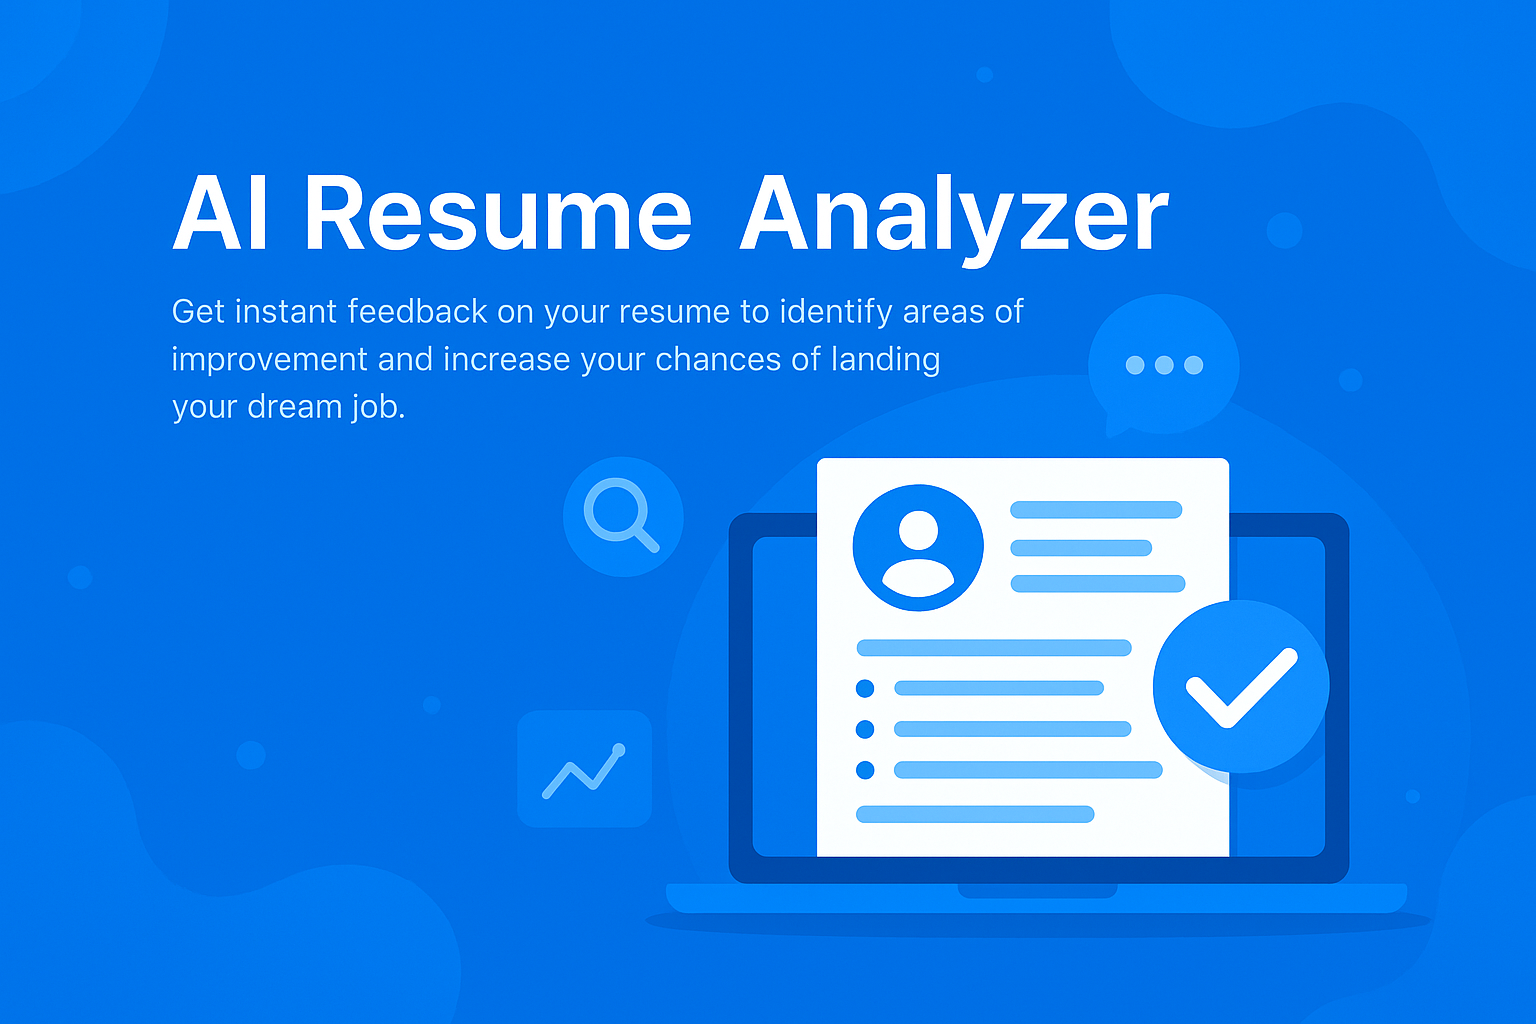 AI Resume Analyzer
Get instant feedback on your resume to identify areas of
improvement and increase your chances of landing
your dream job.